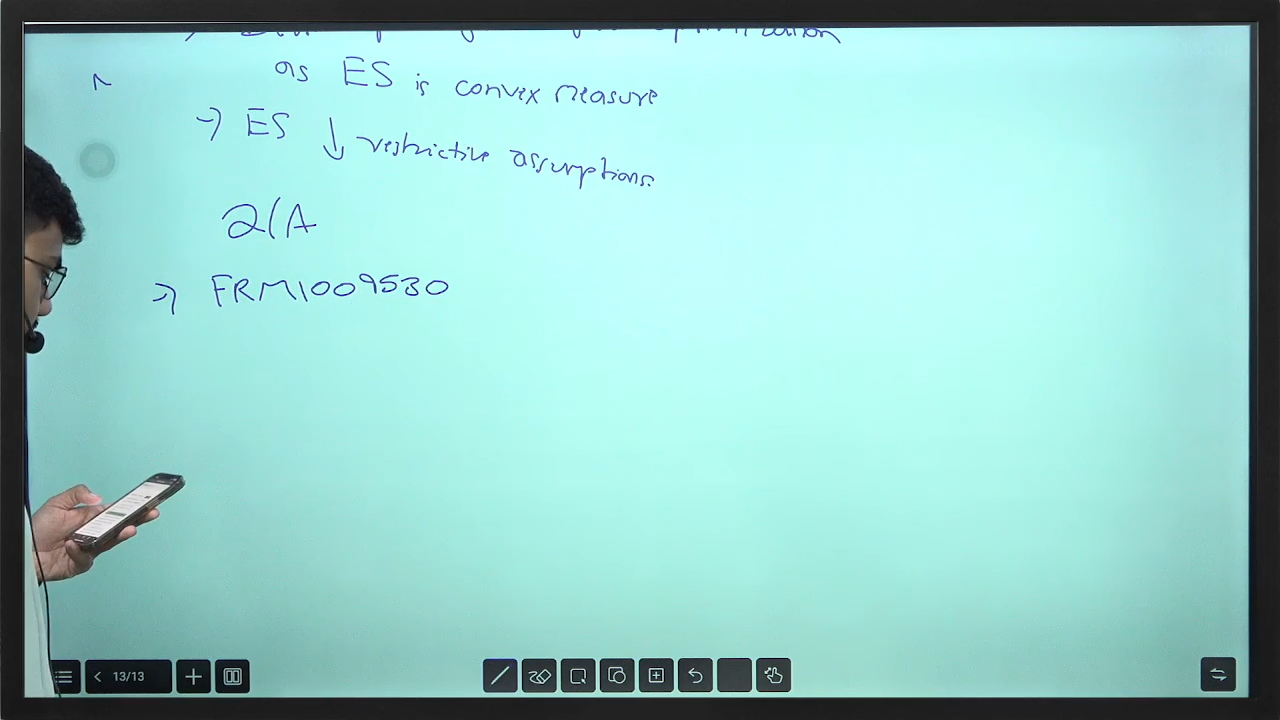 as ES is convex measure
→ ES ↓ restrictive assumptions.
2(A
→ FRM1009530
13/13